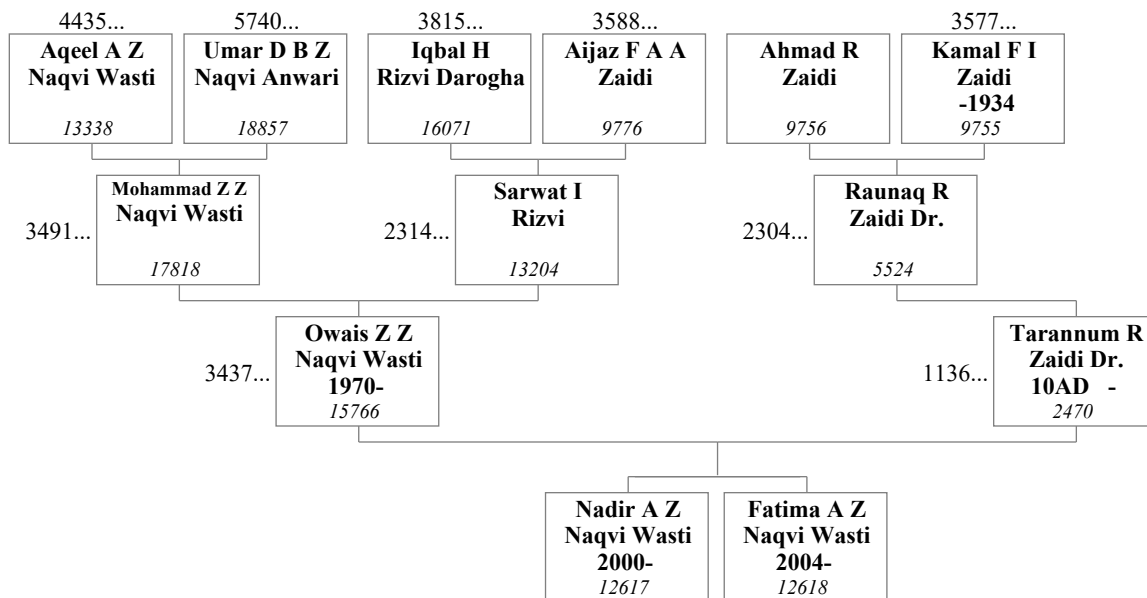 4435...
5740...
3815...
3588...
3577...
Aqeel A Z
Naqvi Wasti
13338
Umar D B Z
Naqvi Anwari
18857
Iqbal H
Rizvi Darogha
16071
Aijaz F A A
Zaidi
9776
Ahmad R
Zaidi
9756
Kamal F I
Zaidi
-1934
9755
3491...
Mohammad Z Z
Naqvi Wasti
17818
2314...
Sarwat I
Rizvi
13204
2304...
Raunaq R
Zaidi Dr.
5524
3437...
Owais Z Z
Naqvi Wasti
1970-
15766
1136...
Tarannum R
Zaidi Dr.
10AD -
2470
Nadir A Z
Naqvi Wasti
2000-
12617
Fatima A Z
Naqvi Wasti
2004-
12618